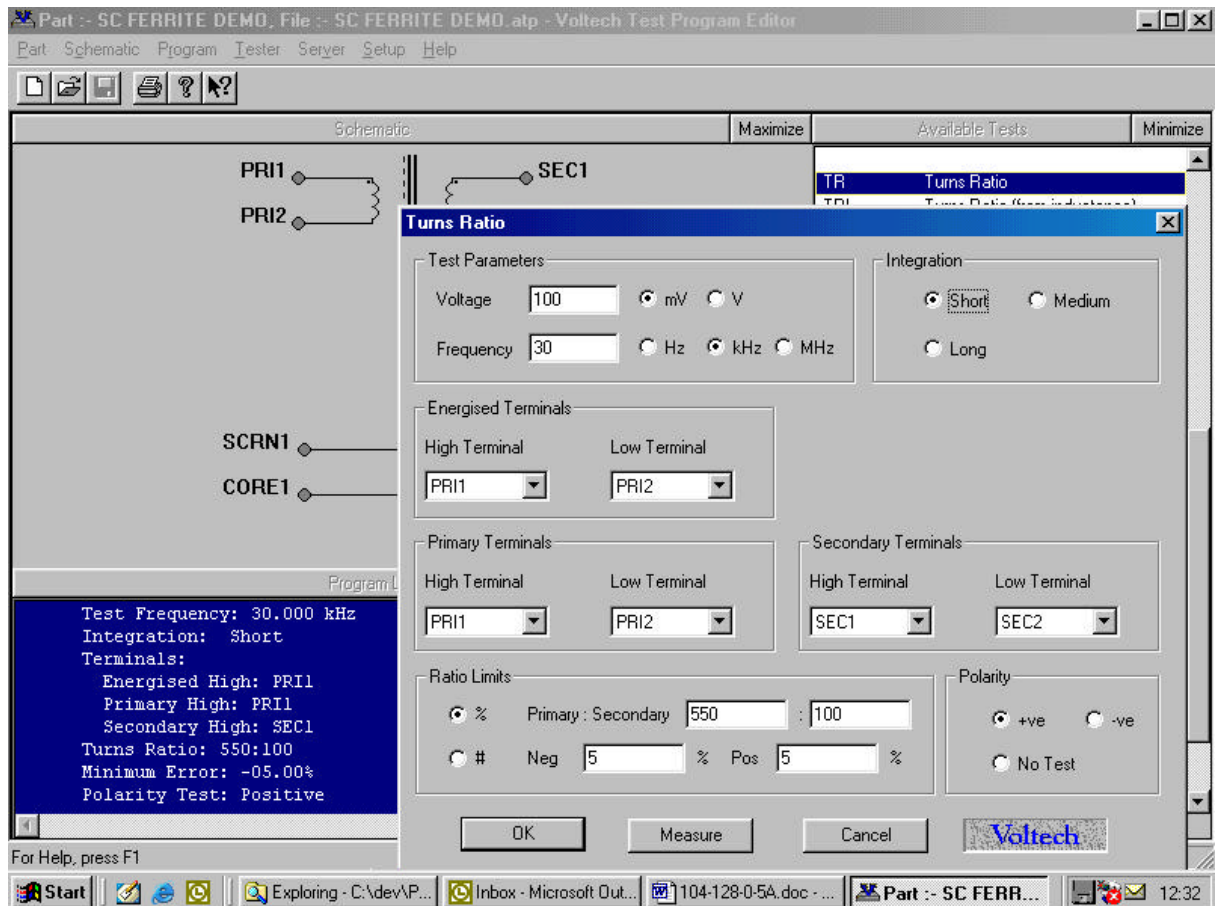 Part :- SC FERRITE DEMO, File :- SC FERRITE DEMO.atp - Voltech Test Program Editor
Part Schematic Program Tester Server Setup Help
Schematic Maximize Available Tests Minimize
PRI1 SEC1
PRI2
TR Turns Ratio
TRL Turns Ratio (from inductance)
Turns Ratio
Test Parameters Integration
Voltage 100 mV V Short Medium
Frequency 30 Hz kHz MHz Long
Energised Terminals
SCRN1 High Terminal Low Terminal
CORE1 PRI1 PRI2
Primary Terminals Secondary Terminals
High Terminal Low Terminal High Terminal Low Terminal
PRI1 PRI2 SEC1 SEC2
Ratio Limits Polarity
% Primary : Secondary 550 : 100 +ve -ve
# Neg 5 % Pos 5 % No Test
OK Measure Cancel Voltech
Program L
Test Frequency: 30.000 kHz
Integration: Short
Terminals:
Energised High: PRI1
Primary High: PRI1
Secondary High: SEC1
Turns Ratio: 550:100
Minimum Error: -05.00%
Polarity Test: Positive
For Help, press F1
Start Exploring - C:\dev\P... Inbox - Microsoft Out... 104-128-0-5A.doc - ... Part :- SC FERR... 12:32